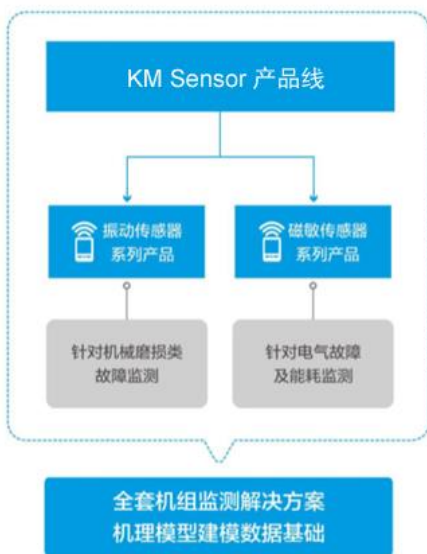 KM Sensor 产品线
振动传感器
系列产品
磁敏传感器
系列产品
针对机械磨损类
故障监测
针对电气故障
及能耗监测
全套机组监测解决方案
机理模型建模数据基础